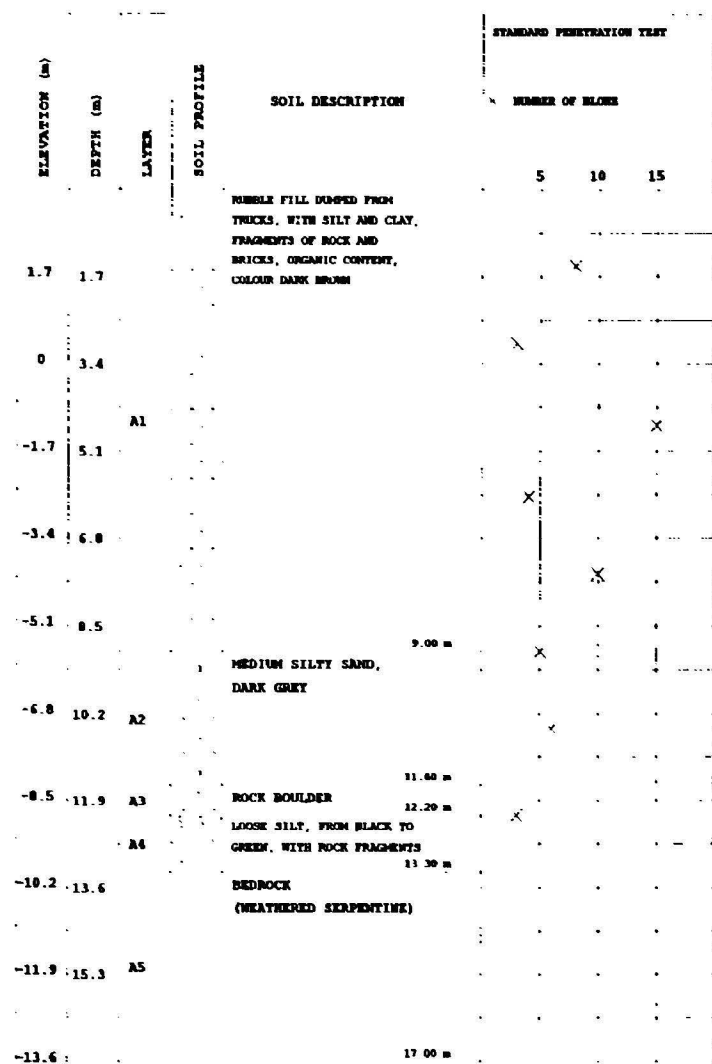 STANDARD PENETRATION TEST
ELEVATION (m)
DEPTH (m)
LAYER
SOIL PROFILE
SOIL DESCRIPTION
× NUMBER OF BLOWS
5 10 15
RUBBLE FILL DUMPED FROM
TRUCKS, WITH SILT AND CLAY,
FRAGMENTS OF ROCK AND
BRICKS, ORGANIC CONTENT,
COLOUR DARK BROWN
1.7 1.7
0 3.4
A1
-1.7 5.1
-3.4 6.8
-5.1 8.5
9.00 m
MEDIUM SILTY SAND,
DARK GREY
-6.8 10.2 A2
11.60 m
-8.5 11.9 A3 ROCK BOULDER
12.20 m
LOOSE SILT, FROM BLACK TO
A4 GREEN, WITH ROCK FRAGMENTS
13.30 m
-10.2 13.6 BEDROCK
(WEATHERED SERPENTINE)
-11.9 15.3 A5
-13.6 17.00 m